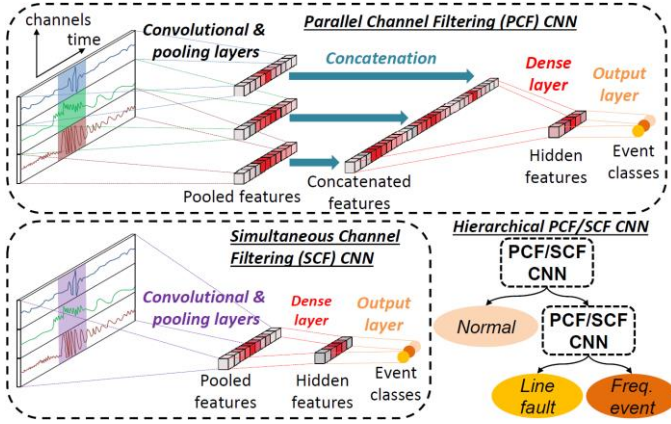 channels
time
Convolutional &
pooling layers
Parallel Channel Filtering (PCF) CNN
Concatenation
Dense
layer
Output
layer
Pooled features
Concatenated
features
Hidden
features
Event
classes
Simultaneous Channel
Filtering (SCF) CNN
Convolutional &
pooling layers
Dense
layer
Output
layer
Pooled
features
Hidden
features
Event
classes
Hierarchical PCF/SCF CNN
PCF/SCF
CNN
Normal
PCF/SCF
CNN
Line
fault
Freq.
event